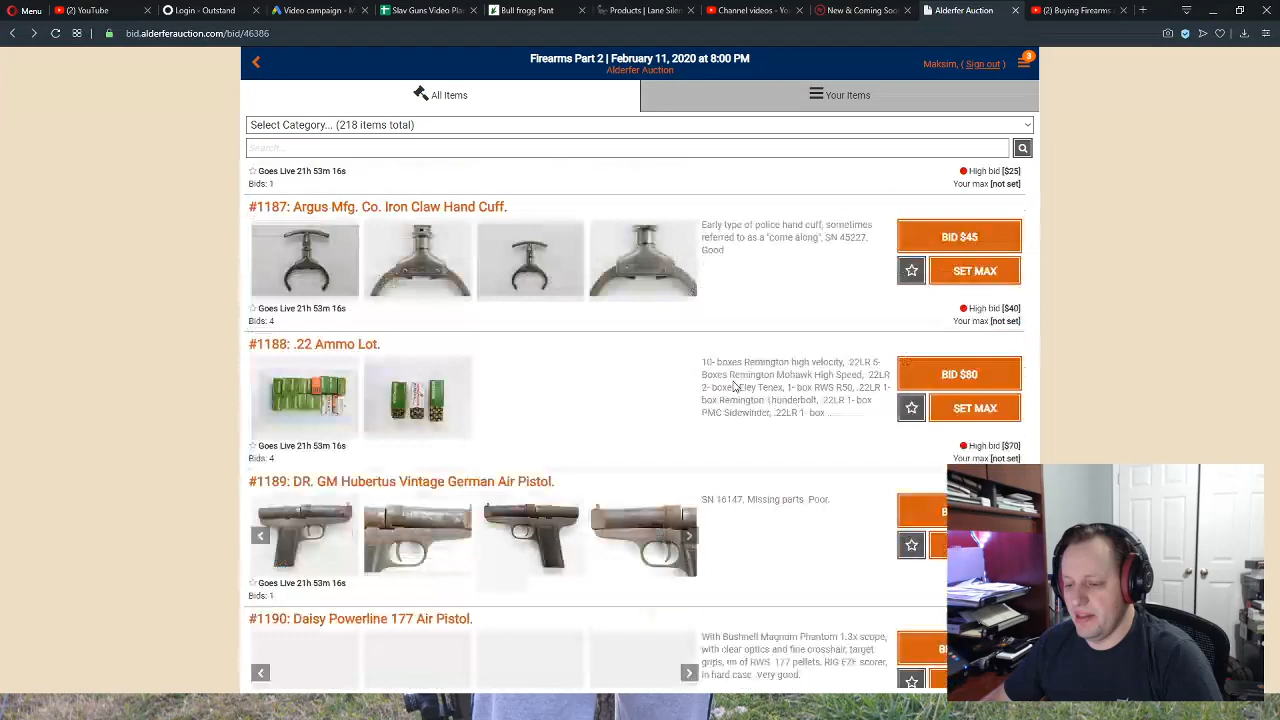 Menu
(2) YouTube
Login - Outstand
Video campaign - M
Slav Guns Video Pla
Bull frogg Pant
Products | Lane Silen
Channel videos - You
New & Coming Soon
Alderfer Auction
(2) Buying Firearms
bid.alderferauction.com/bid/46386
Firearms Part 2 | February 11, 2020 at 8:00 PM
Alderfer Auction
Maksim, ( Sign out )
3
All Items
Your Items
Select Category... (218 items total)
Search...
Goes Live 21h 53m 16s
High bid [$25]
Bids: 1
Your max [not set]
#1187: Argus Mfg. Co. Iron Claw Hand Cuff.
Early type of police hand cuff, sometimes
referred to as a "come along", SN 45227,
Good
BID $45
SET MAX
Goes Live 21h 53m 16s
High bid [$40]
Bids: 4
Your max [not set]
#1188: .22 Ammo Lot.
10- boxes Remington high velocity, .22LR 6-
Boxes Remington Mohawk High Speed, .22LR
2- boxes Eley Tenex, 1- box RWS R50, .22LR 1-
box Remington Thunderbolt, .22LR 1- box
PMC Sidewinder, .22LR 1- box ............
BID $80
SET MAX
Goes Live 21h 53m 16s
High bid [$70]
Bids: 4
Your max [not set]
#1189: DR. GM Hubertus Vintage German Air Pistol.
SN 16147, Missing parts Poor.
Goes Live 21h 53m 16s
Bids: 1
#1190: Daisy Powerline 177 Air Pistol.
With Bushnell Magnum Phantom 1.3x scope,
with clear optics and fine crosshair, target
grips, tin of RWS .177 pellets, RIG EZE scorer,
in hard case very good.